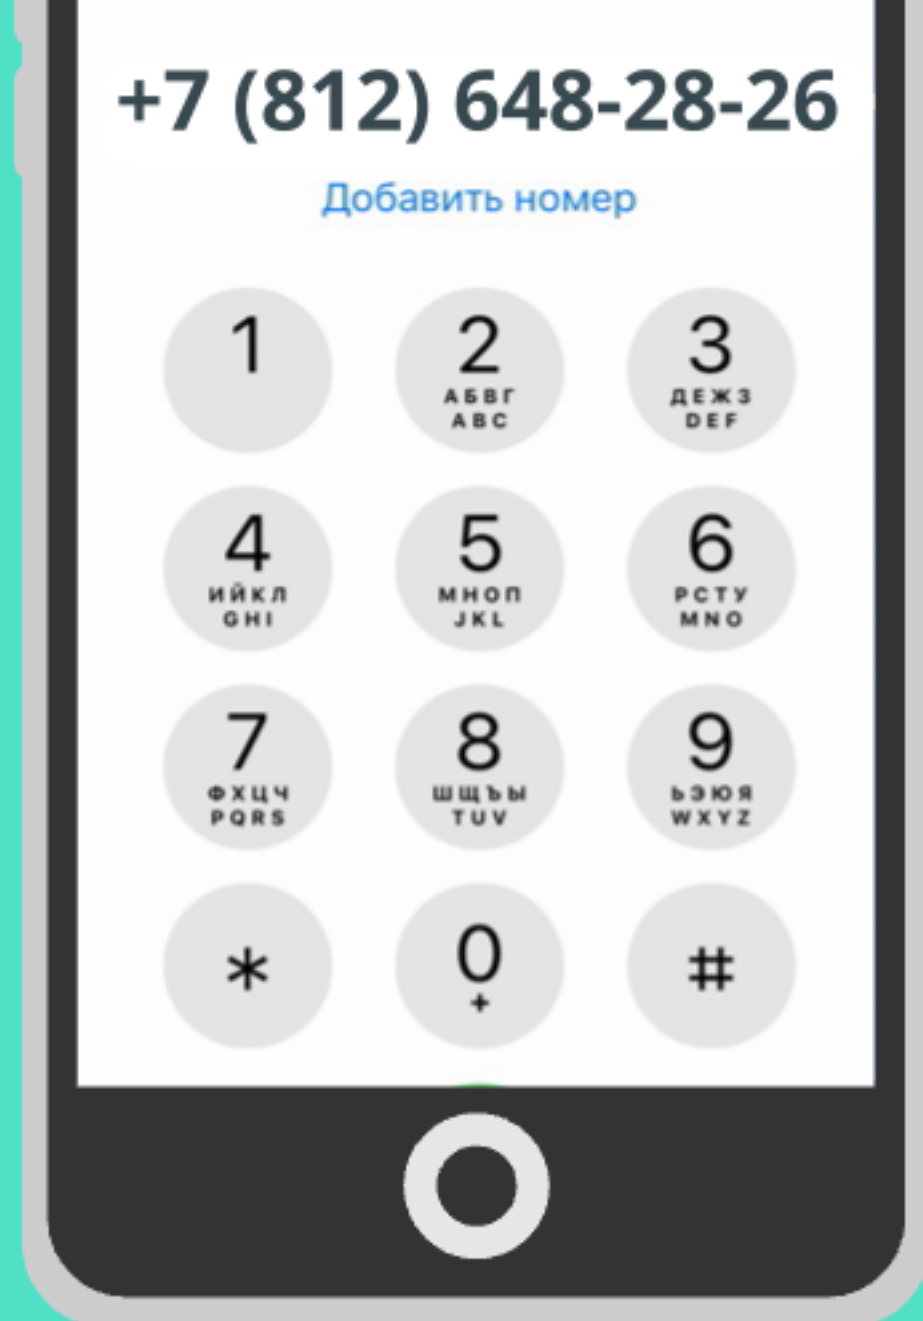 +7 (812) 648-28-26
Добавить номер
1 2 3
АБВГ ДЕЖЗ
ABC DEF
4 5 6
ИЙКЛ МНОП РСТУ
GHI JKL MNO
7 8 9
ФХЦЧ ШЩЪЫ ЬЭЮЯ
PQRS TUV WXYZ
* 0 #
+